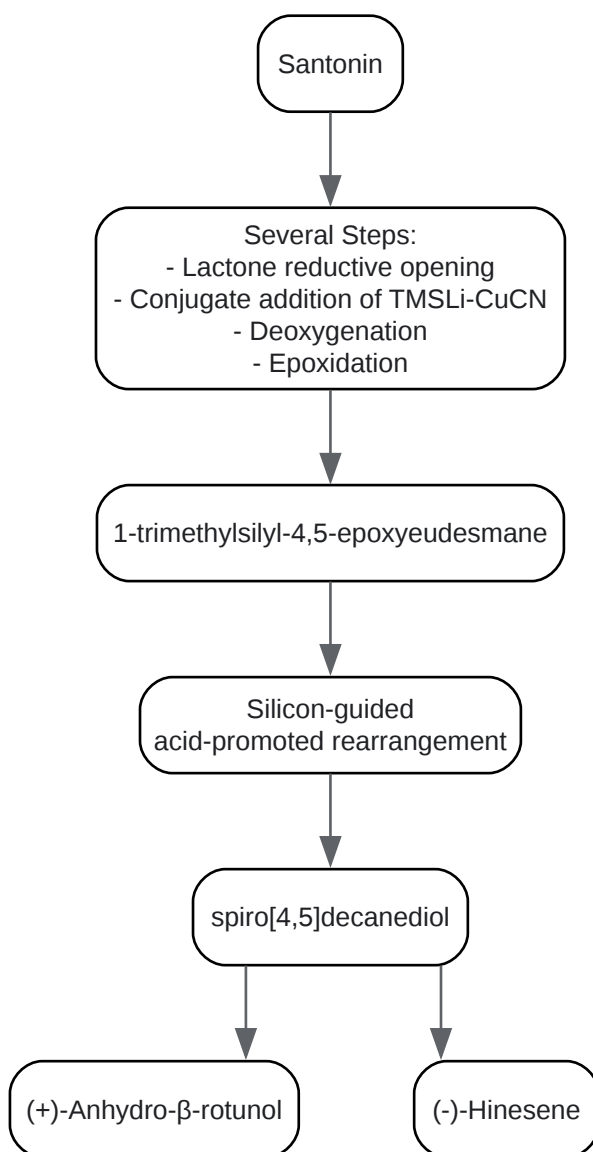 Santonin
Several Steps:
- Lactone reductive opening
- Conjugate addition of TMSLi-CuCN
- Deoxygenation
- Epoxidation
1-trimethylsilyl-4,5-epoxyeudesmane
Silicon-guided
acid-promoted rearrangement
spiro[4,5]decanediol
(+)-Anhydro-β-rotunol
(-)-Hinesene